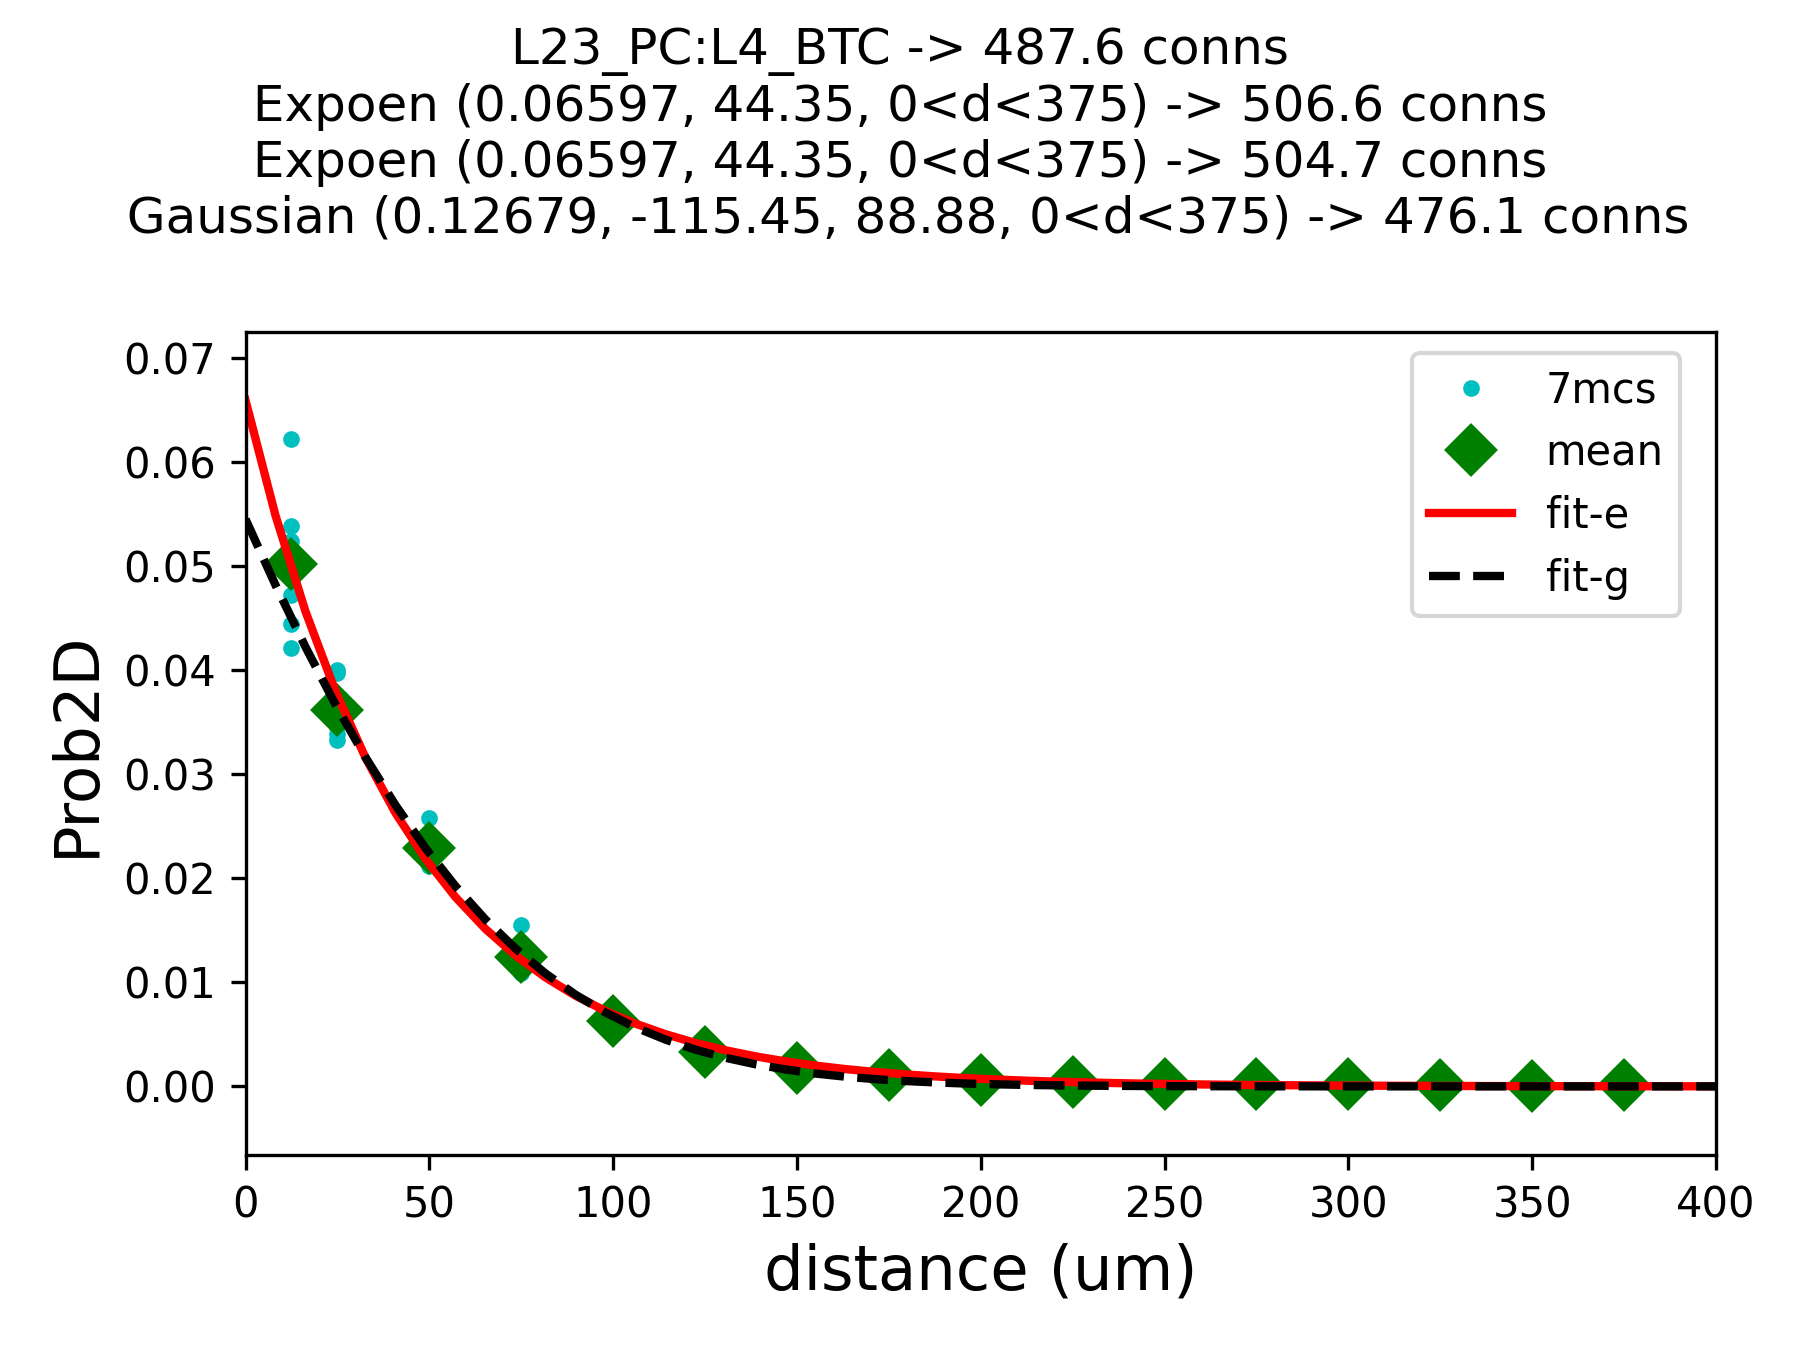 L23_PC:L4_BTC -> 487.6 conns
Expoen (0.06597, 44.35, 0<d<375) -> 506.6 conns
Expoen (0.06597, 44.35, 0<d<375) -> 504.7 conns
Gaussian (0.12679, -115.45, 88.88, 0<d<375) -> 476.1 conns
0.07
0.06
0.05
0.04
0.03
0.02
0.01
0.00
Prob2D
7mcs
mean
fit-e
fit-g
0 50 100 150 200 250 300 350 400
distance (um)